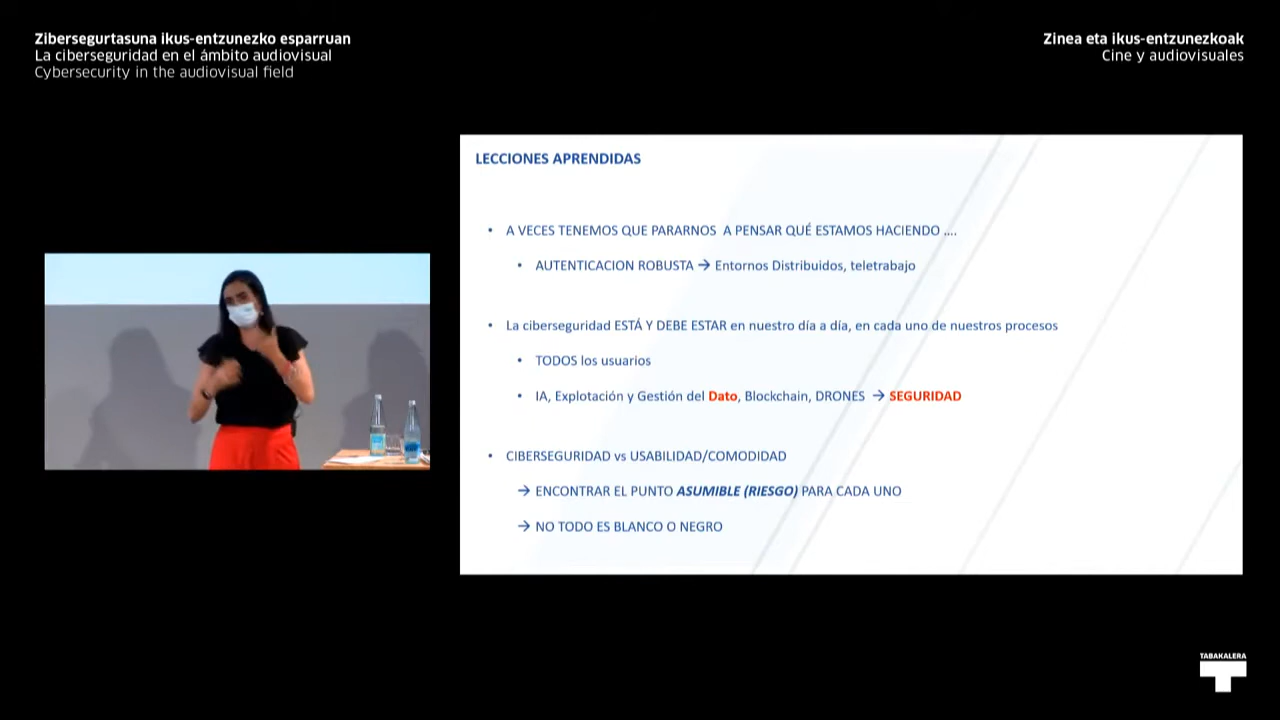 Zibersegurtasuna ikus-entzunezko esparruan
La ciberseguridad en el ámbito audiovisual
Cybersecurity in the audiovisual field
Zinea eta ikus-entzunezkoak
Cine y audiovisuales
LECCIONES APRENDIDAS
• A VECES TENEMOS QUE PARARNOS A PENSAR QUÉ ESTAMOS HACIENDO ....
• AUTENTICACION ROBUSTA → Entornos Distribuidos, teletrabajo
• La ciberseguridad ESTÁ Y DEBE ESTAR en nuestro día a día, en cada uno de nuestros procesos
• TODOS los usuarios
• IA, Explotación y Gestión del Dato, Blockchain, DRONES → SEGURIDAD
• CIBERSEGURIDAD vs USABILIDAD/COMODIDAD
→ ENCONTRAR EL PUNTO ASUMIBLE (RIESGO) PARA CADA UNO
→ NO TODO ES BLANCO O NEGRO
TABAKALERA